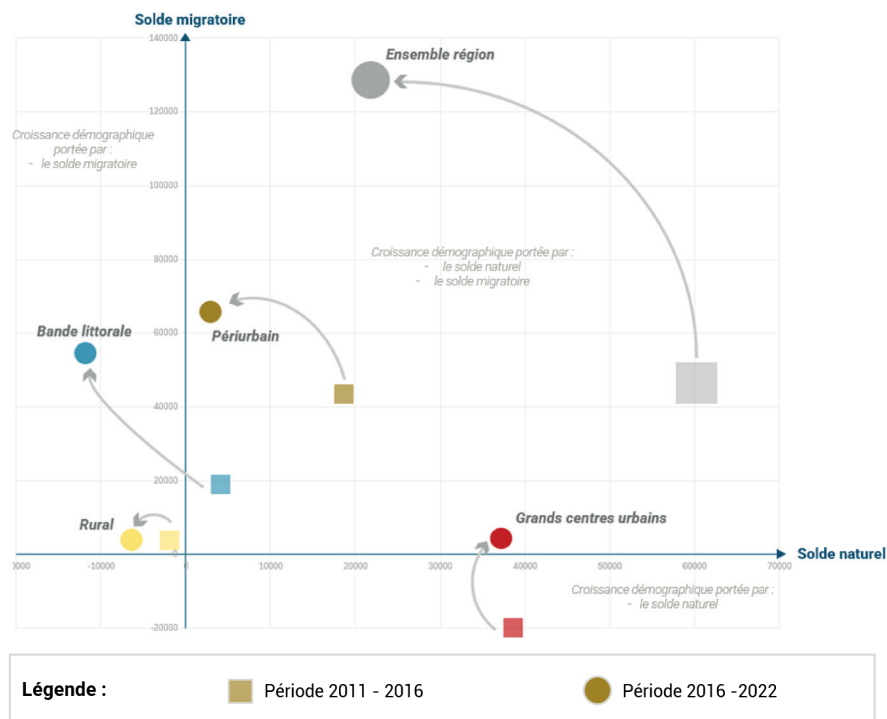 Solde migratoire
140000
Ensemble région
120000
Croissance démographique
portée par :
- le solde migratoire
100000
Croissance démographique portée par :
- le solde naturel
- le solde migratoire
80000
Périurbain
60000
Bande littorale
40000
20000
Rural
Grands centres urbains
0
Solde naturel
-10000 0 10000 20000 30000 40000 50000 60000 70000
Croissance démographique portée par :
- le solde naturel
-20000
Légende :
Période 2011 - 2016
Période 2016 -2022